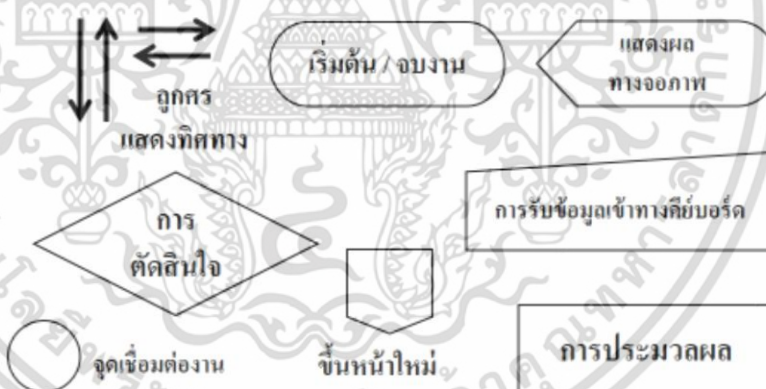 เริ่มต้น / จบงาน
แสดงผล
ทางจอภาพ
ลูกศร
แสดงทิศทาง
การ
ตัดสินใจ
การรับข้อมูลเข้าทางคีย์บอร์ด
จุดเชื่อมต่องาน
ขึ้นหน้าใหม่
การประมวลผล